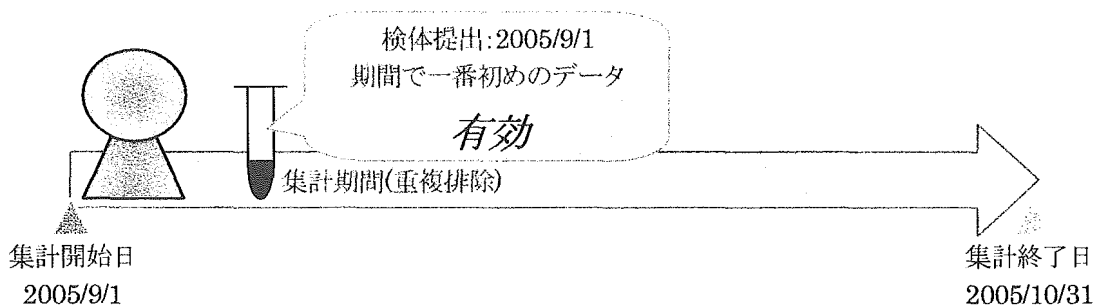 検体提出:2005/9/1
期間で一番初めのデータ
有効
集計期間(重複排除)
集計開始日
2005/9/1
集計終了日
2005/10/31